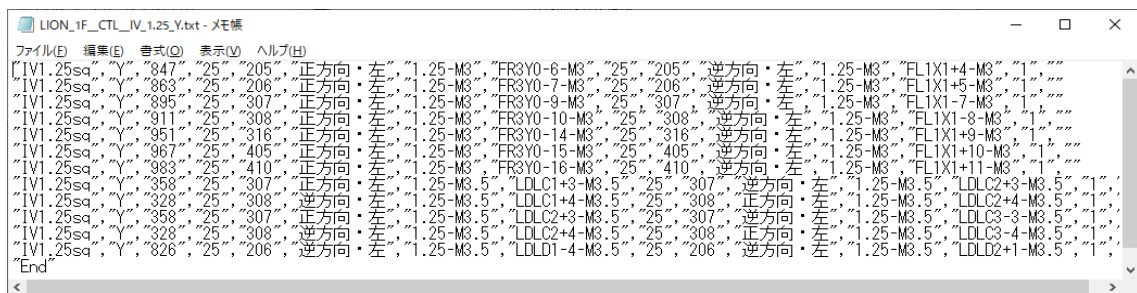 LION_1F__CTL_IV_1.25_Y.txt - メモ帳
ファイル(F) 編集(E) 書式(O) 表示(V) ヘルプ(H)
"IV1.25sq","Y","847","25","205","正方向・左","1.25-M3","FR3Y0-6-M3","25","205","逆方向・左","1.25-M3","FL1X1+4-M3","1",""
"IV1.25sq","Y","863","25","206","正方向・左","1.25-M3","FR3Y0-7-M3","25","206","逆方向・左","1.25-M3","FL1X1+5-M3","1",""
"IV1.25sq","Y","895","25","307","正方向・左","1.25-M3","FR3Y0-9-M3","25","307","逆方向・左","1.25-M3","FL1X1-7-M3","1",""
"IV1.25sq","Y","911","25","308","正方向・左","1.25-M3","FR3Y0-10-M3","25","308","逆方向・左","1.25-M3","FL1X1-8-M3","1",""
"IV1.25sq","Y","951","25","316","正方向・左","1.25-M3","FR3Y0-14-M3","25","316","逆方向・左","1.25-M3","FL1X1+9-M3","1",""
"IV1.25sq","Y","967","25","405","正方向・左","1.25-M3","FR3Y0-15-M3","25","405","逆方向・左","1.25-M3","FL1X1+10-M3","1",""
"IV1.25sq","Y","983","25","410","正方向・左","1.25-M3","FR3Y0-16-M3","25","410","逆方向・左","1.25-M3","FL1X1+11-M3","1",""
"IV1.25sq","Y","358","25","307","正方向・左","1.25-M3.5","LDLC1+3-M3.5","25","307","逆方向・左","1.25-M3.5","LDLC2+3-M3.5","1",
"IV1.25sq","Y","328","25","308","逆方向・左","1.25-M3.5","LDLC1+4-M3.5","25","308","正方向・左","1.25-M3.5","LDLC2+4-M3.5","1",
"IV1.25sq","Y","358","25","307","正方向・左","1.25-M3.5","LDLC2+3-M3.5","25","307","逆方向・左","1.25-M3.5","LDLC3-3-M3.5","1",
"IV1.25sq","Y","328","25","308","逆方向・左","1.25-M3.5","LDLC2+4-M3.5","25","308","正方向・左","1.25-M3.5","LDLC3-4-M3.5","1",
"IV1.25sq","Y","826","25","206","逆方向・左","1.25-M3.5","LDLD1-4-M3.5","25","206","逆方向・左","1.25-M3.5","LDLD2+1-M3.5","1",
"End"